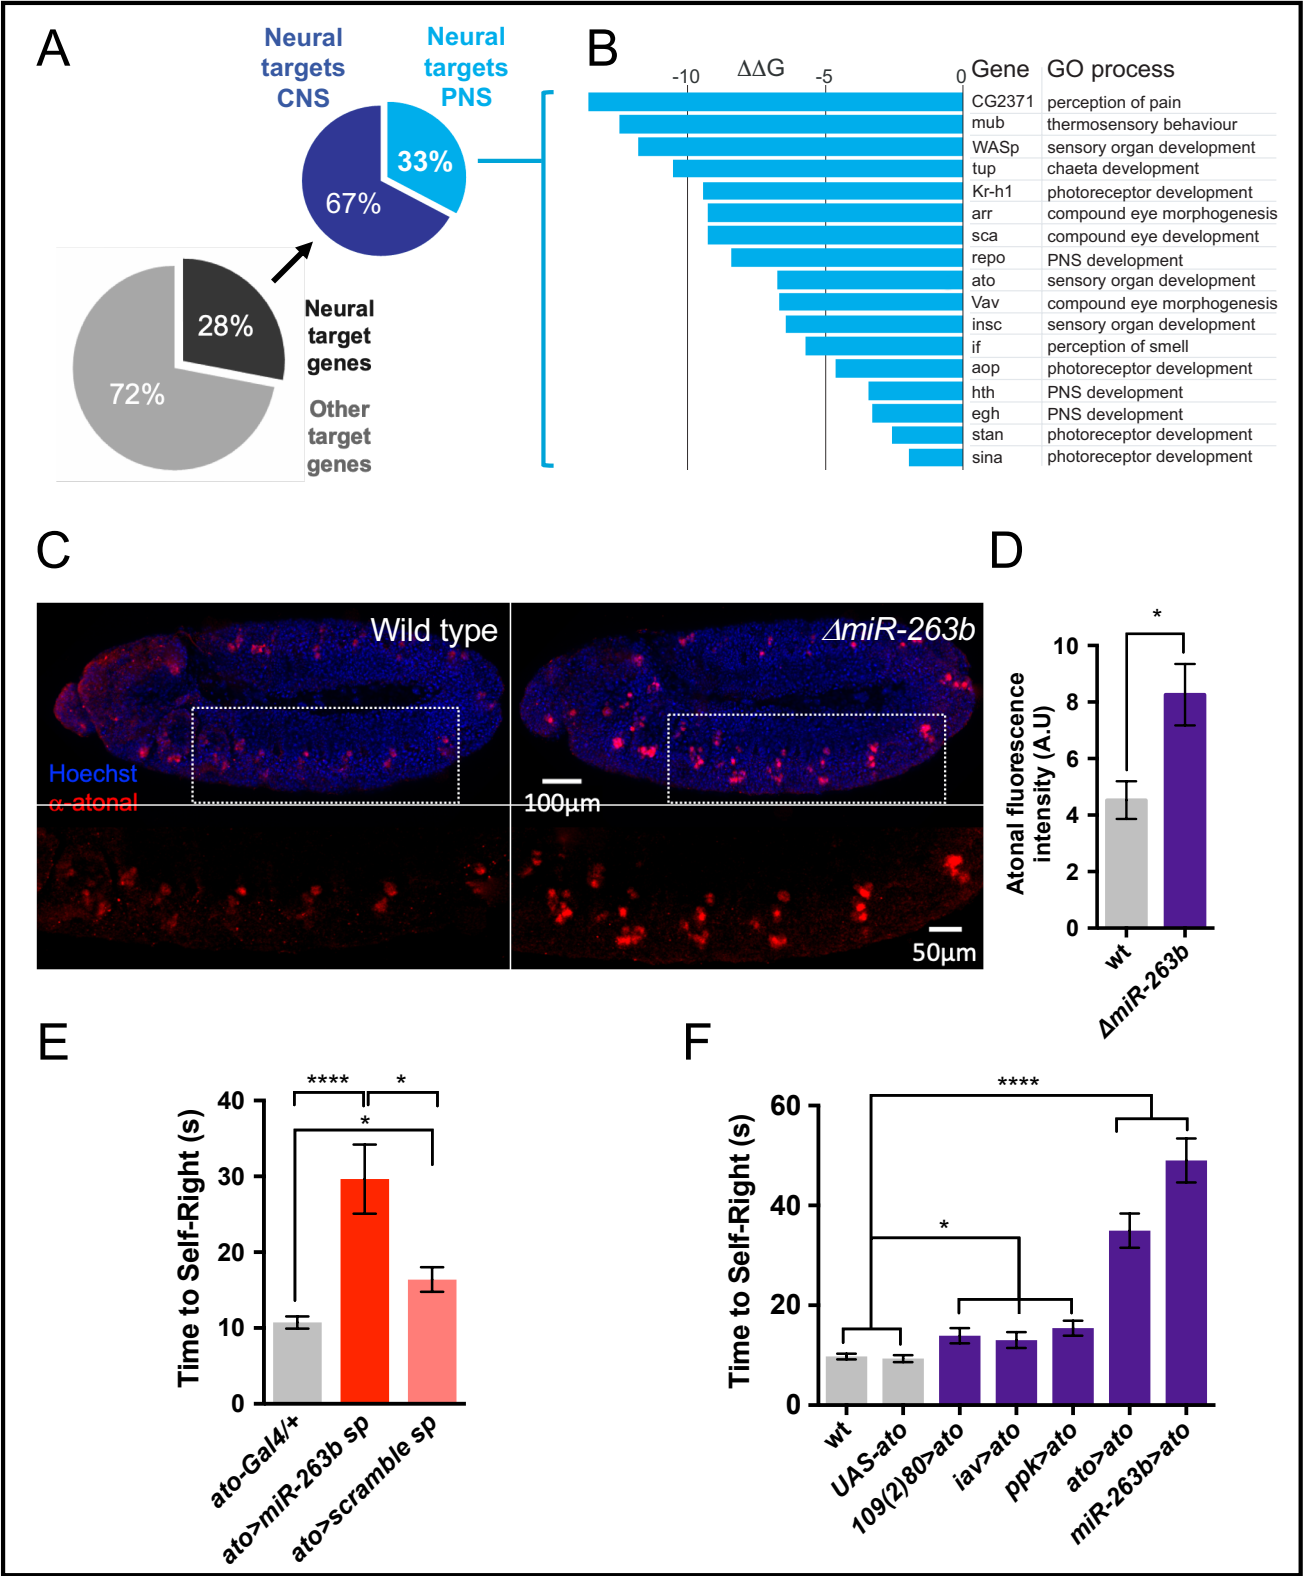 A
Neural
targets
CNS
Neural
targets
PNS
33%
67%
28%
72%
Neural
target
genes
Other
target
genes
B
-10 ΔΔG -5 0 Gene GO process
CG2371 perception of pain
mub thermosensory behaviour
WASp sensory organ development
tup chaeta development
Kr-h1 photoreceptor development
arr compound eye morphogenesis
sca compound eye development
repo PNS development
ato sensory organ development
Vav compound eye morphogenesis
insc sensory organ development
if perception of smell
aop photoreceptor development
hth PNS development
egh PNS development
stan photoreceptor development
sina photoreceptor development
C
Wild type
ΔmiR-263b
Hoechst
α-atonal
100µm
50µm
D
*
Atonal fluorescence
intensity (A.U)
10
8
6
4
2
0
wt
ΔmiR-263b
E
**** *
*
Time to Self-Right (s)
40
30
20
10
0
ato-Gal4/+
ato>miR-263b sp
ato>scramble sp
F
****
*
Time to Self-Right (s)
60
40
20
0
wt
UAS-ato
109(2)80>ato
iav>ato
ppk>ato
ato>ato
miR-263b>ato